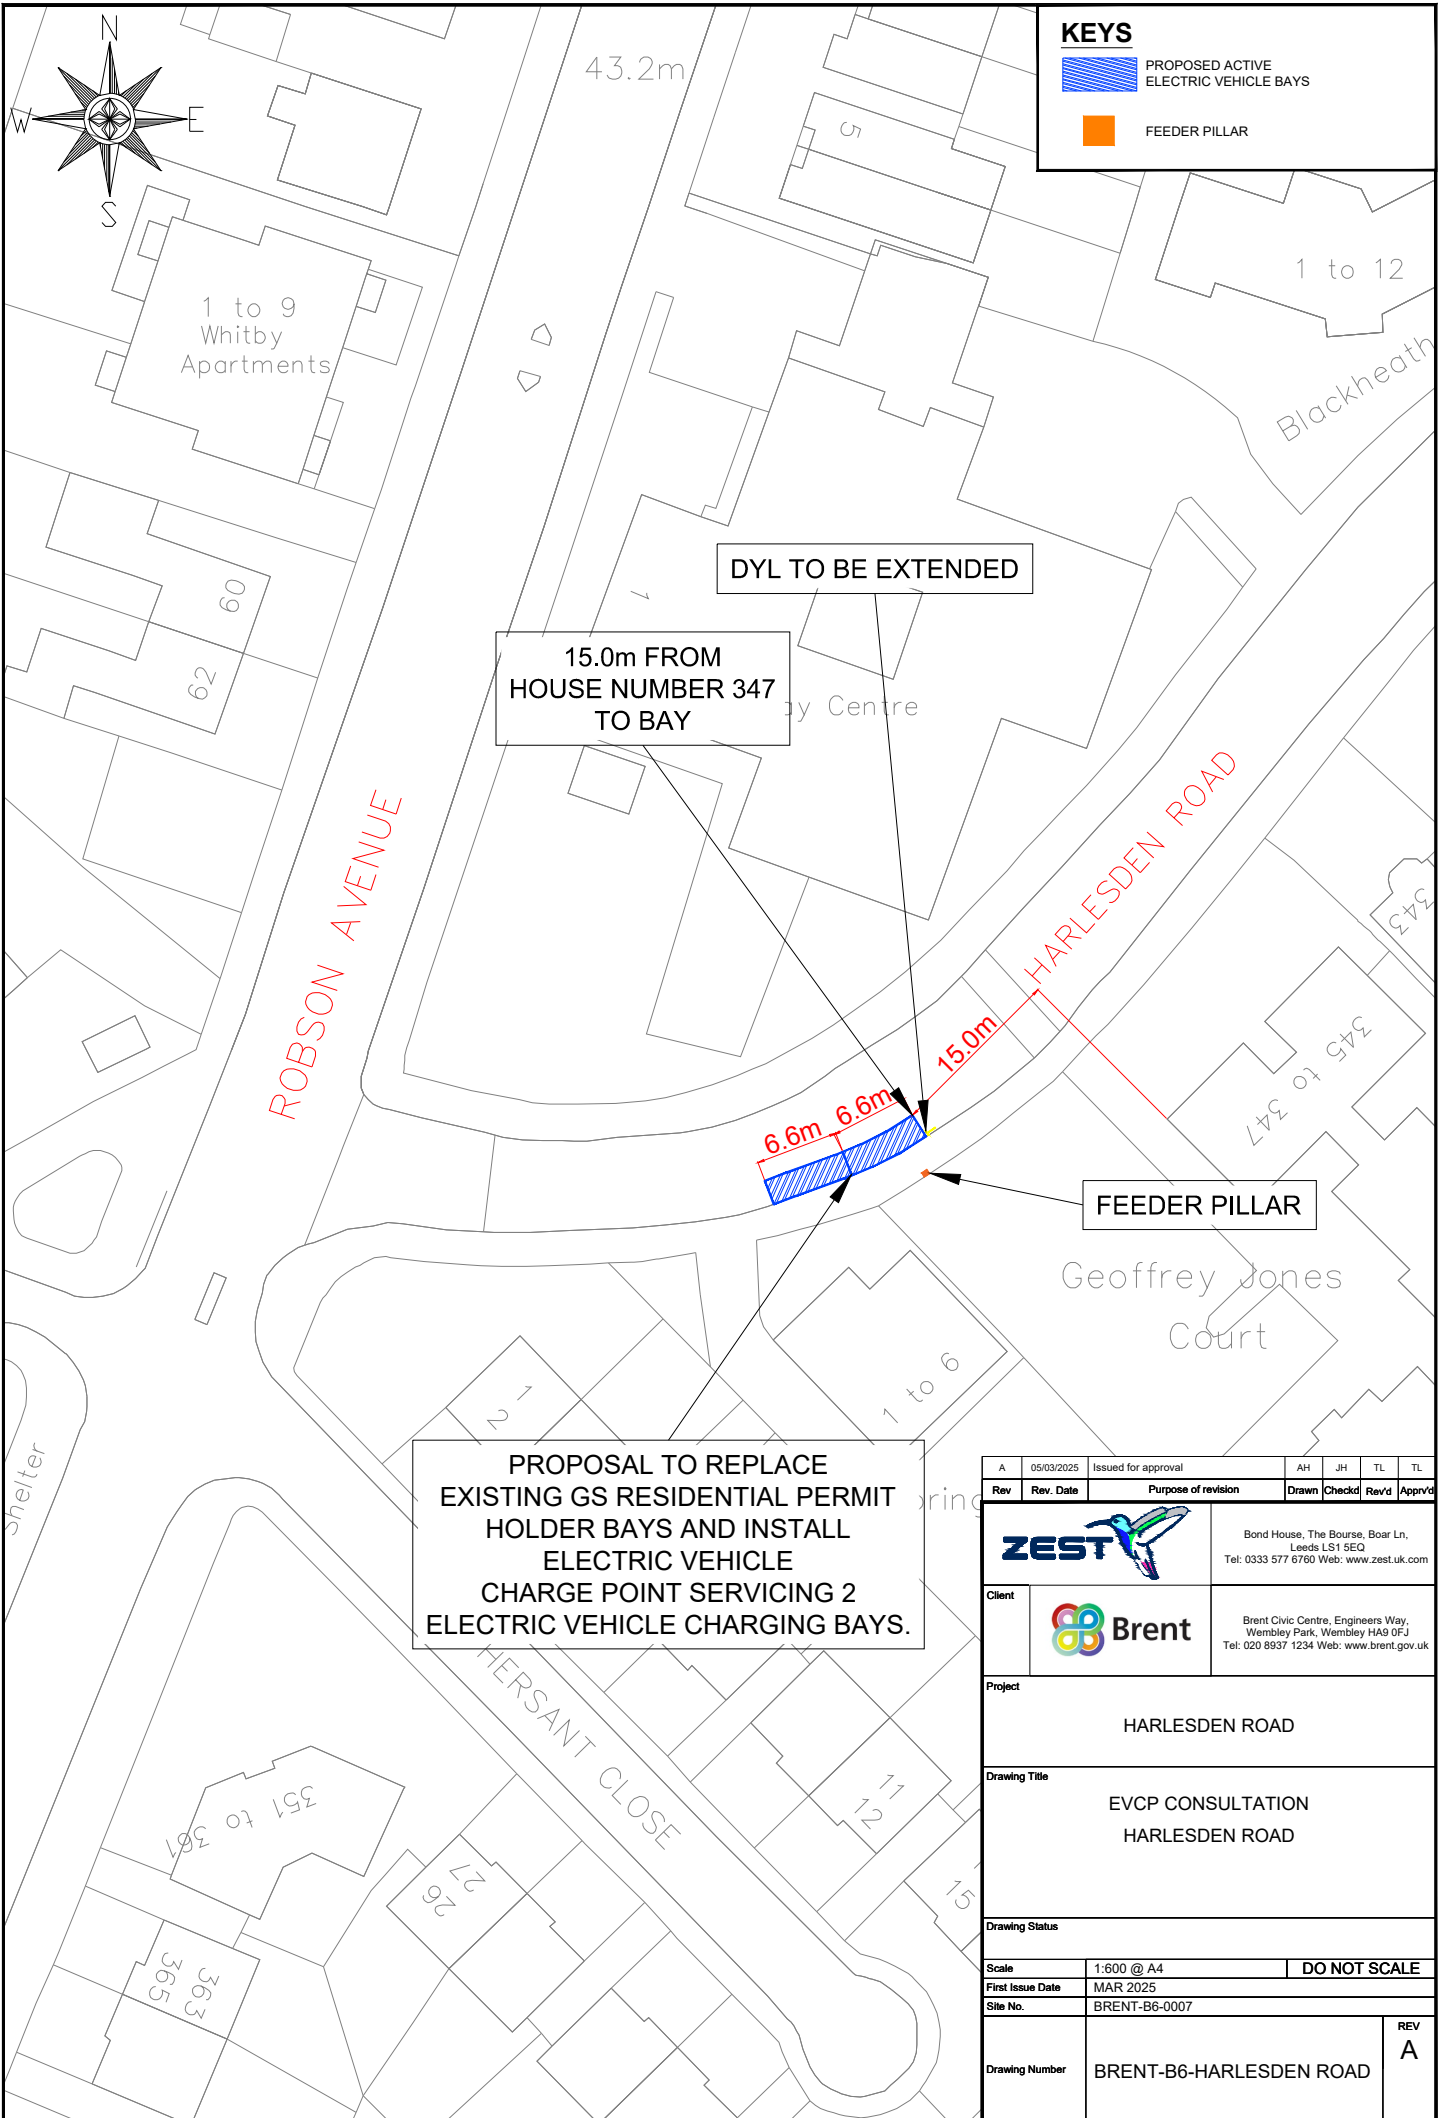 N
W
E
S
43.2m
KEYS
PROPOSED ACTIVE
ELECTRIC VEHICLE BAYS
FEEDER PILLAR
5
1 to 12
1 to 9
Whitby
Apartments
Blackheath
DYL TO BE EXTENDED
60
1
15.0m FROM
HOUSE NUMBER 347
TO BAY
62
ay Centre
ROBSON AVENUE
HARLESDEN ROAD
343
15.0m
345 to 347
6.6m
6.6m
FEEDER PILLAR
Geoffrey Jones
Court
1
2
1 to 6
Shelter
PROPOSAL TO REPLACE
EXISTING GS RESIDENTIAL PERMIT
HOLDER BAYS AND INSTALL
ELECTRIC VEHICLE
CHARGE POINT SERVICING 2
ELECTRIC VEHICLE CHARGING BAYS.
pring
HERSANT CLOSE
351 to 361
11
12
27
26
15
363
365
A 05/03/2025 Issued for approval AH JH TL TL
Rev Rev. Date Purpose of revision Drawn Checkd Rev'd Apprv'd
ZEST
Bond House, The Bourse, Boar Ln,
Leeds LS1 5EQ
Tel: 0333 577 6760 Web: www.zest.uk.com
Client
Brent
Brent Civic Centre, Engineers Way,
Wembley Park, Wembley HA9 0FJ
Tel: 020 8937 1234 Web: www.brent.gov.uk
Project
HARLESDEN ROAD
Drawing Title
EVCP CONSULTATION
HARLESDEN ROAD
Drawing Status
Scale 1:600 @ A4 DO NOT SCALE
First Issue Date MAR 2025
Site No. BRENT-B6-0007
Drawing Number BRENT-B6-HARLESDEN ROAD
REV
A